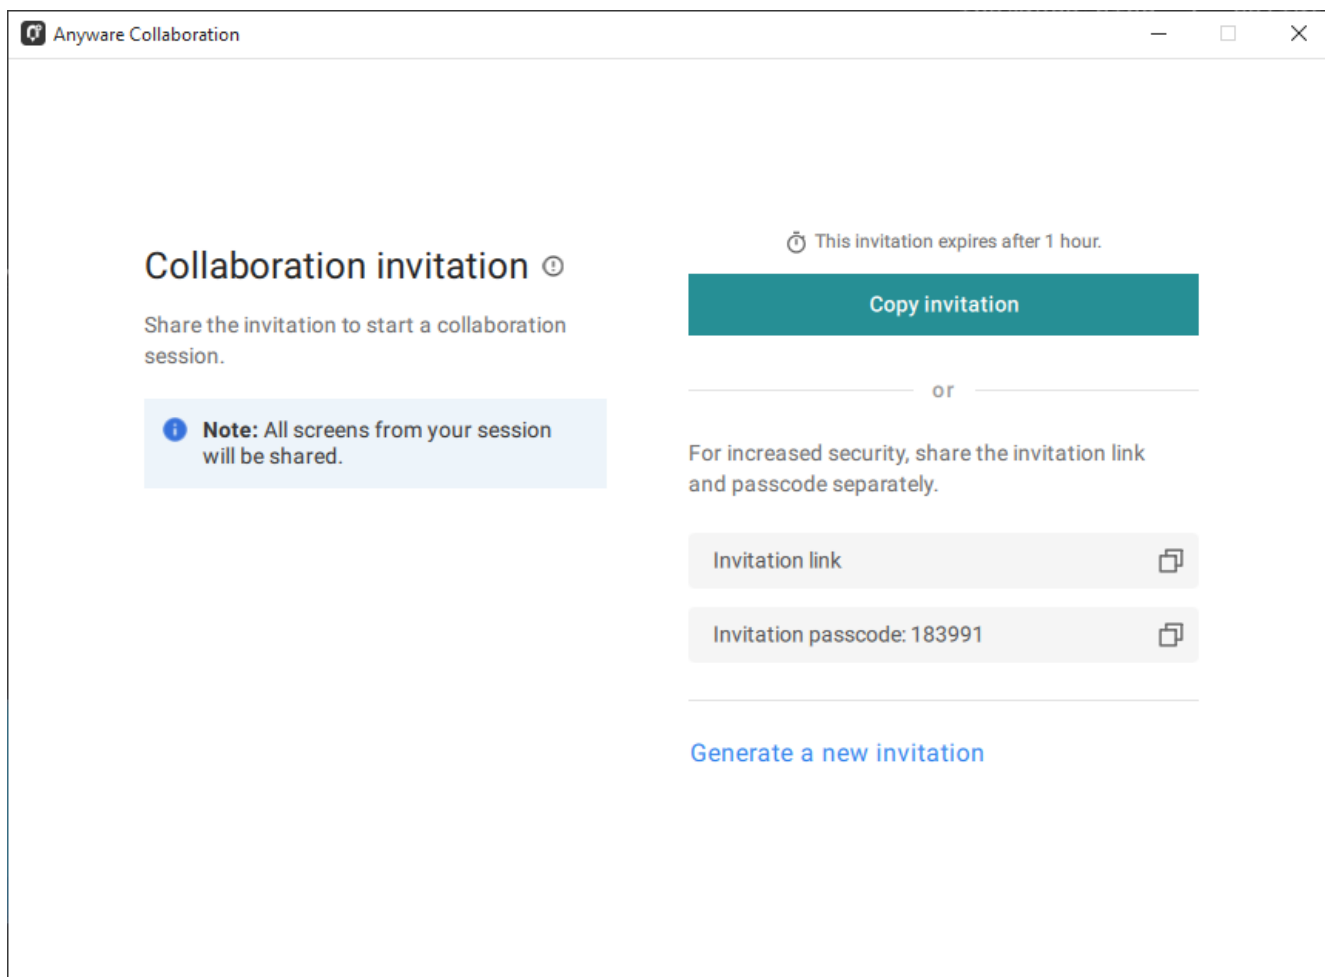 Anyware Collaboration
Collaboration invitation
Share the invitation to start a collaboration
session.
Note: All screens from your session
will be shared.
This invitation expires after 1 hour.
Copy invitation
or
For increased security, share the invitation link
and passcode separately.
Invitation link
Invitation passcode: 183991
Generate a new invitation